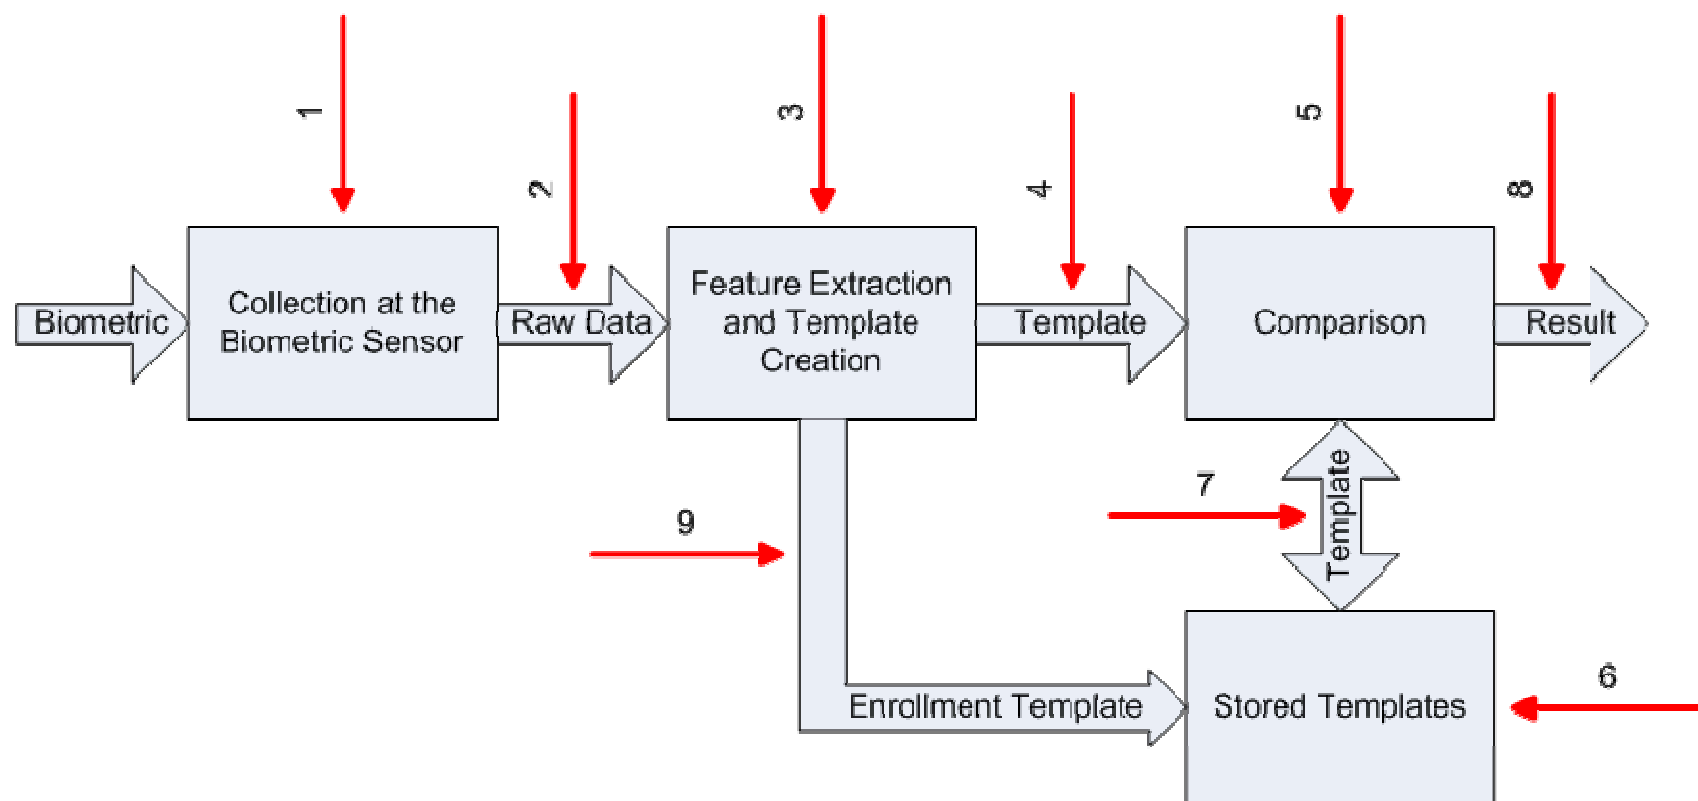 1
2
3
4
5
8
Biometric
Collection at the
Biometric Sensor
Raw Data
Feature Extraction
and Template
Creation
Template
Comparison
Result
7
Template
9
Enrollment Template
Stored Templates
6